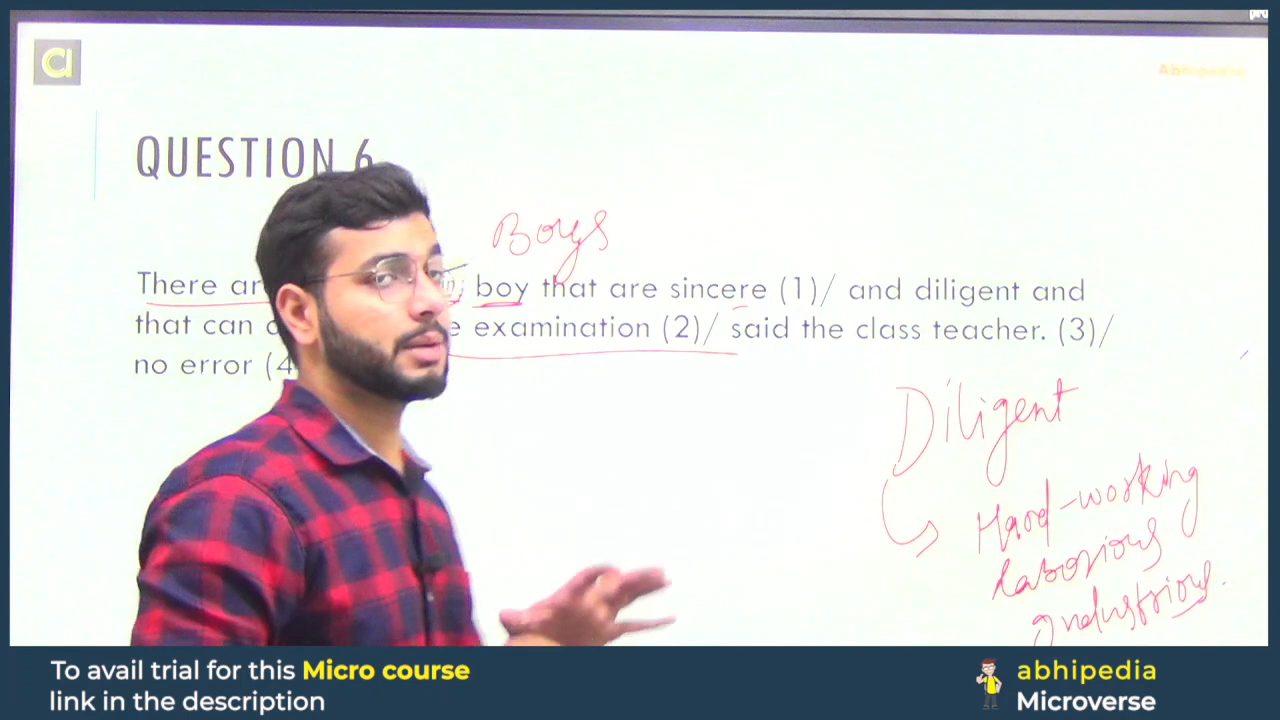 Abhipedia
QUESTION 6
Boys
There are boy that are sincere (1)/ and diligent and
that can examination (2)/ said the class teacher. (3)/
no error (4
Diligent
Hard-working
laborious
industrious.
To avail trial for this Micro course
link in the description
abhipedia
Microverse